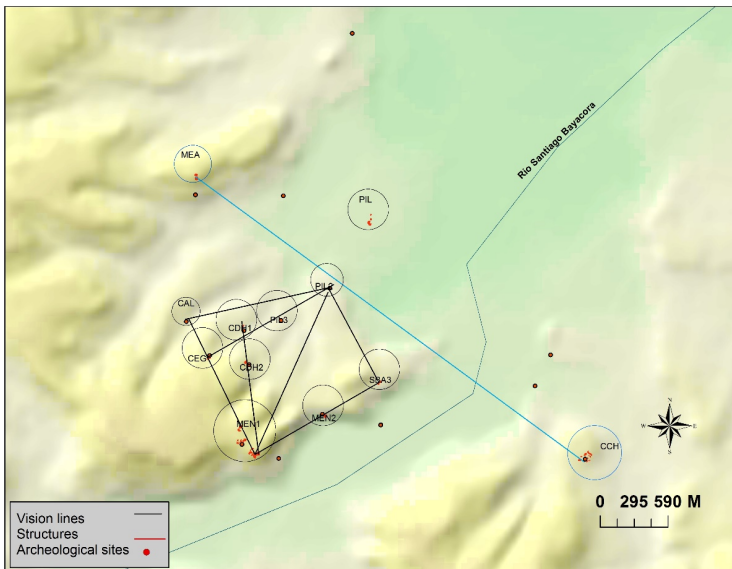 MEA
Rio Santiago Bayacora
PIL
PIL2
CAL
CDH1
PIL3
CEG
CDH2
SSA3
MEN2
MEN1
N
W
E
S
CCH
0 295 590 M
Vision lines
Structures
Archeological sites